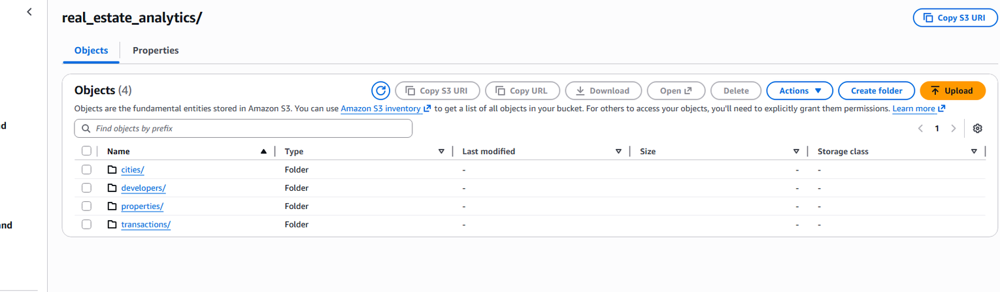 real_estate_analytics/
Copy S3 URI
Objects Properties
Objects (4)
Copy S3 URI Copy URL Download Open Delete Actions Create folder Upload
Objects are the fundamental entities stored in Amazon S3. You can use Amazon S3 inventory to get a list of all objects in your bucket. For others to access your objects, you'll need to explicitly grant them permissions. Learn more
Find objects by prefix
1
Name Type Last modified Size Storage class
cities/ Folder - - -
developers/ Folder - - -
properties/ Folder - - -
transactions/ Folder - - -